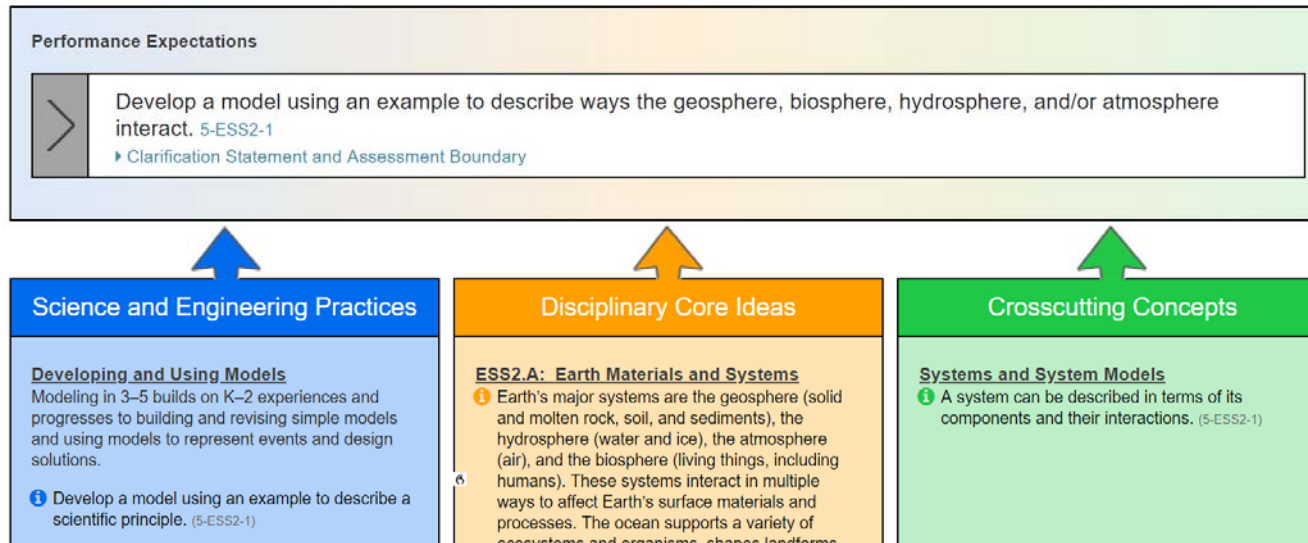 Performance Expectations
Develop a model using an example to describe ways the geosphere, biosphere, hydrosphere, and/or atmosphere
interact. 5-ESS2-1
Clarification Statement and Assessment Boundary
Science and Engineering Practices
Developing and Using Models
Modeling in 3–5 builds on K–2 experiences and
progresses to building and revising simple models
and using models to represent events and design
solutions.
Develop a model using an example to describe a
scientific principle. (5-ESS2-1)
Disciplinary Core Ideas
ESS2.A: Earth Materials and Systems
Earth's major systems are the geosphere (solid
and molten rock, soil, and sediments), the
hydrosphere (water and ice), the atmosphere
(air), and the biosphere (living things, including
humans). These systems interact in multiple
ways to affect Earth's surface materials and
processes. The ocean supports a variety of
ecosystems and organisms, shapes landforms,
Crosscutting Concepts
Systems and System Models
A system can be described in terms of its
components and their interactions. (5-ESS2-1)